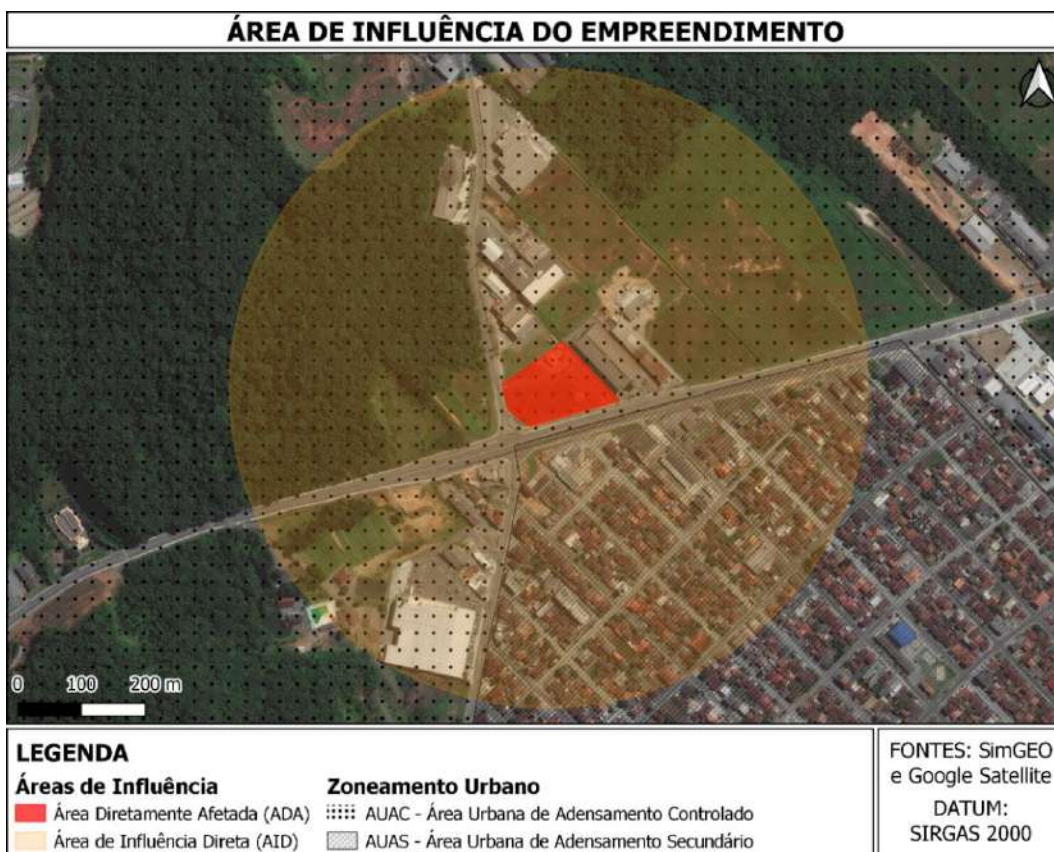 ÁREA DE INFLUÊNCIA DO EMPREENDIMENTO
0 100 200 m
LEGENDA
Áreas de Influência
Área Diretamente Afetada (ADA)
Área de Influência Direta (AID)
Zoneamento Urbano
AUAC - Área Urbana de Adensamento Controlado
AUAS - Área Urbana de Adensamento Secundário
FONTES: SimGEO
e Google Satellite
DATUM:
SIRGAS 2000